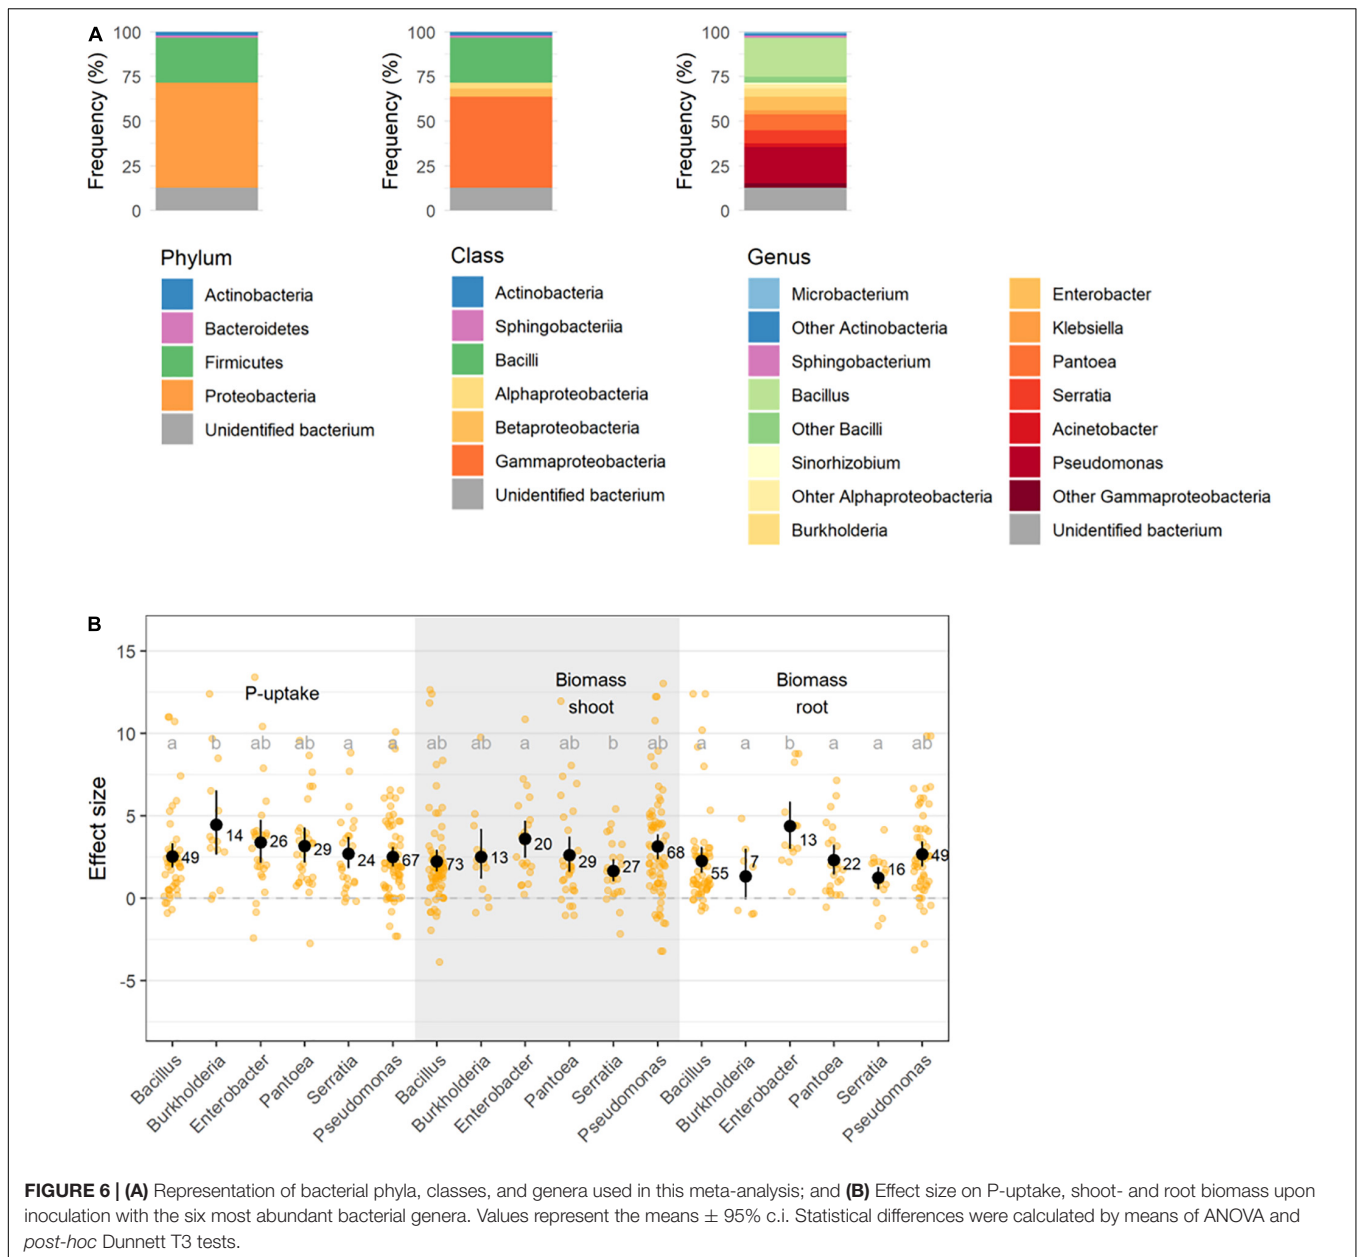 A
Frequency (%)
100
75
50
25
0
Frequency (%)
100
75
50
25
0
Frequency (%)
100
75
50
25
0
Phylum
Actinobacteria
Bacteroidetes
Firmicutes
Proteobacteria
Unidentified bacterium
Class
Actinobacteria
Sphingobacteriia
Bacilli
Alphaproteobacteria
Betaproteobacteria
Gammaproteobacteria
Unidentified bacterium
Genus
Microbacterium
Other Actinobacteria
Sphingobacterium
Bacillus
Other Bacilli
Sinorhizobium
Ohter Alphaproteobacteria
Burkholderia
Enterobacter
Klebsiella
Pantoea
Serratia
Acinetobacter
Pseudomonas
Other Gammaproteobacteria
Unidentified bacterium
B
Effect size
15
10
5
0
-5
P-uptake
Biomass
shoot
Biomass
root
a b ab ab a a ab ab a ab b ab a a b a a ab
49 14 26 29 24 67 73 13 20 29 27 68 55 7 13 22 16 49
Bacillus
Burkholderia
Enterobacter
Pantoea
Serratia
Pseudomonas
Bacillus
Burkholderia
Enterobacter
Pantoea
Serratia
Pseudomonas
Bacillus
Burkholderia
Enterobacter
Pantoea
Serratia
Pseudomonas
FIGURE 6 | (A) Representation of bacterial phyla, classes, and genera used in this meta-analysis; and (B) Effect size on P-uptake, shoot- and root biomass upon
inoculation with the six most abundant bacterial genera. Values represent the means ± 95% c.i. Statistical differences were calculated by means of ANOVA and
post-hoc Dunnett T3 tests.